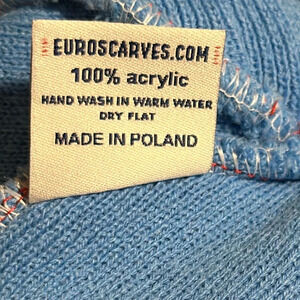 EUROSCARVES.COM
100% acrylic
HAND WASH IN WARM WATER
DRY FLAT
MADE IN POLAND